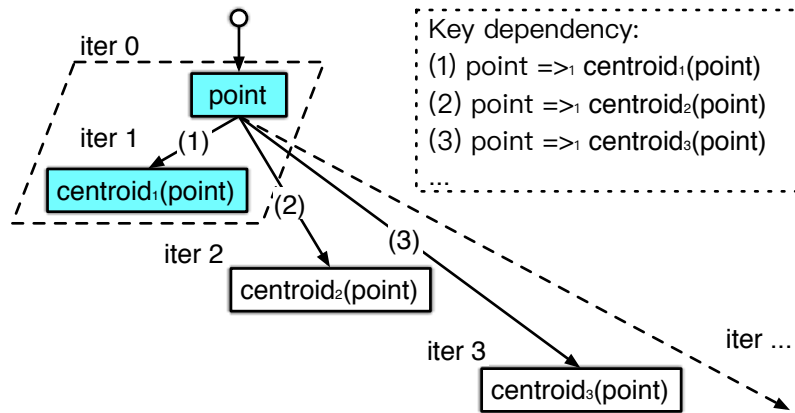 iter 0
point
iter 1
(1)
centroid₁(point)
(2)
(3)
iter 2
centroid₂(point)
iter 3
centroid₃(point)
iter ...
Key dependency:
(1) point =>₁ centroid₁(point)
(2) point =>₁ centroid₂(point)
(3) point =>₁ centroid₃(point)
...